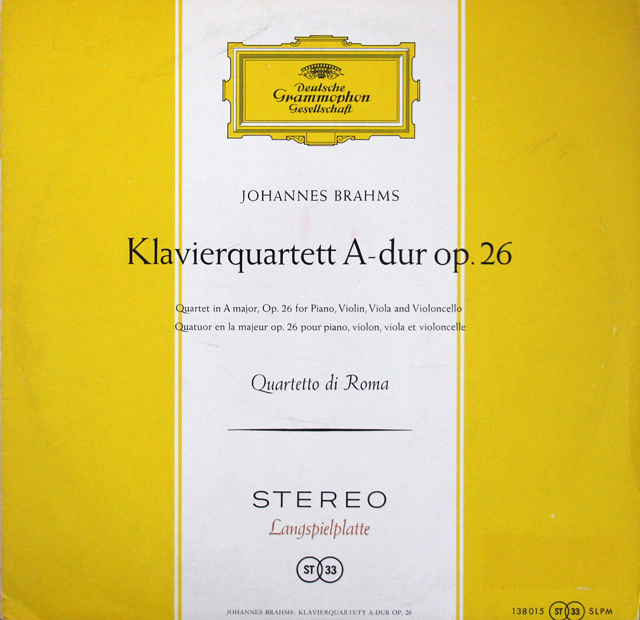 Deutsche
Grammophon
Gesellschaft
JOHANNES BRAHMS
Klavierquartett A-dur op. 26
Quartet in A major, Op. 26 for Piano, Violin, Viola and Violoncello
Quatuor en la majeur op. 26 pour piano, violon, viola et violoncelle
Quartetto di Roma
STEREO
Langspielplatte
ST 33
JOHANNES BRAHMS: KLAVIERQUARTETT A-DUR OP. 26
138015 ST 33 SLPM